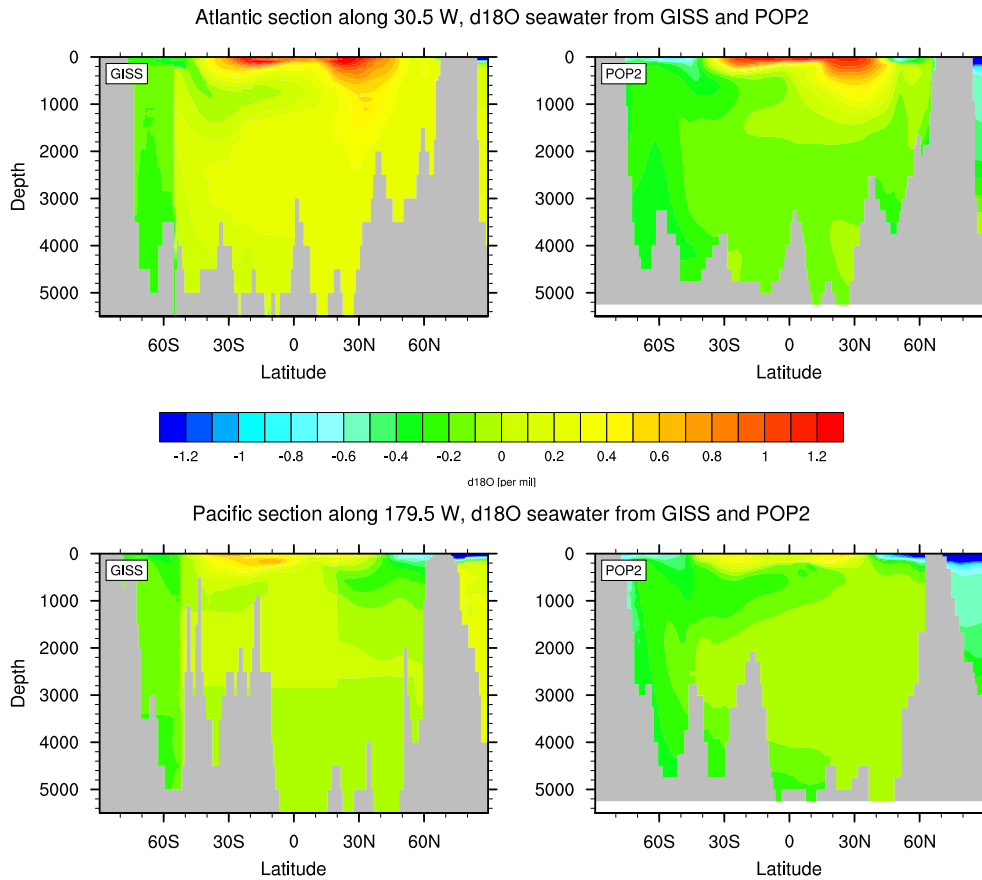 Atlantic section along 30.5 W, d18O seawater from GISS and POP2
GISS
POP2
0
1000
2000
3000
4000
5000
Depth
60S 30S 0 30N 60N
Latitude
0
1000
2000
3000
4000
5000
60S 30S 0 30N 60N
Latitude
-1.2 -1 -0.8 -0.6 -0.4 -0.2 0 0.2 0.4 0.6 0.8 1 1.2
d18O [per mil]
Pacific section along 179.5 W, d18O seawater from GISS and POP2
GISS
POP2
0
1000
2000
3000
4000
5000
Depth
60S 30S 0 30N 60N
Latitude
0
1000
2000
3000
4000
5000
60S 30S 0 30N 60N
Latitude